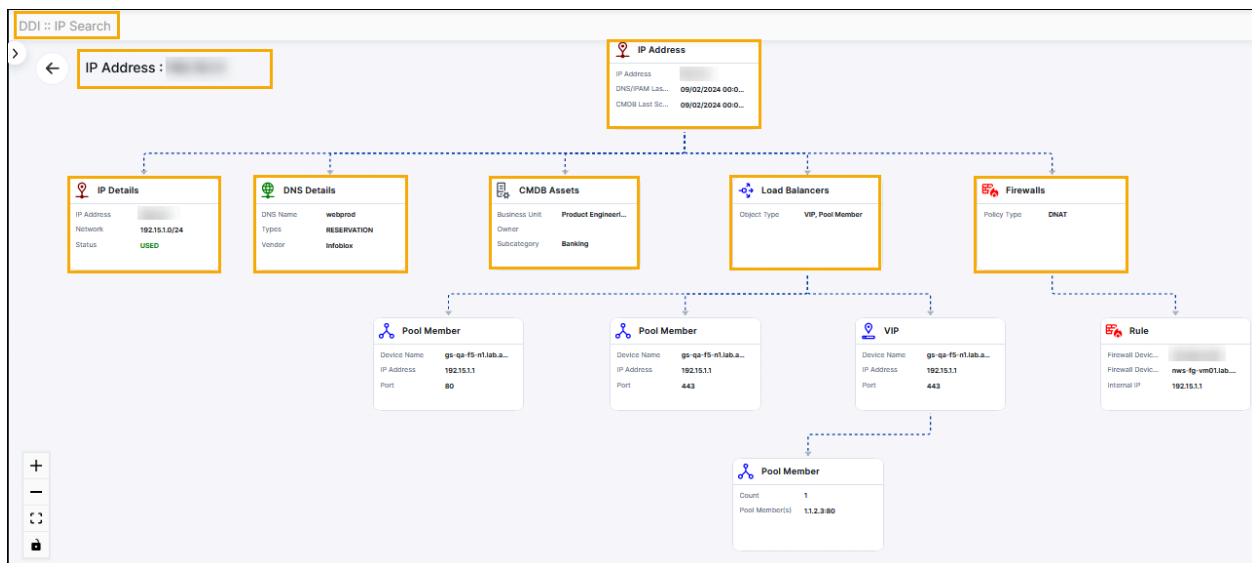 DDI :: IP Search
IP Address :
IP Address
IP Address
DNS/IPAM Las... 09/02/2024 00:0...
CMDB Last Sc... 09/02/2024 00:0...
IP Details
IP Address
Network 192.15.1.0/24
Status USED
DNS Details
DNS Name webprod
Types RESERVATION
Vendor Infoblox
CMDB Assets
Business Unit Product Engineeri...
Owner
Subcategory Banking
Load Balancers
Object Type VIP, Pool Member
Firewalls
Policy Type DNAT
Pool Member
Device Name gs-qa-f5-n1.lab.a...
IP Address 192.15.1.1
Port 80
Pool Member
Device Name gs-qa-f5-n1.lab.a...
IP Address 192.15.1.1
Port 443
VIP
Device Name gs-qa-f5-n1.lab.a...
IP Address 192.15.1.1
Port 443
Rule
Firewall Devic...
Firewall Devic... nws-fg-vm01.lab....
Internal IP 192.15.1.1
Pool Member
Count 1
Pool Member(s) 1.1.2.3:80